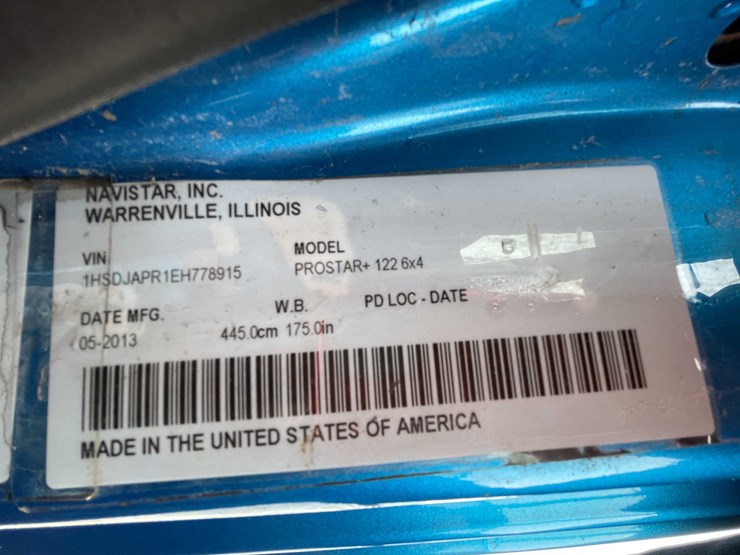 NAVISTAR, INC.
WARRENVILLE, ILLINOIS
VIN MODEL
1HSDJAPR1EH778915 PROSTAR+ 122 6x4
DATE MFG. W.B. PD LOC - DATE
05-2013 445.0cm 175.0in
MADE IN THE UNITED STATES OF AMERICA